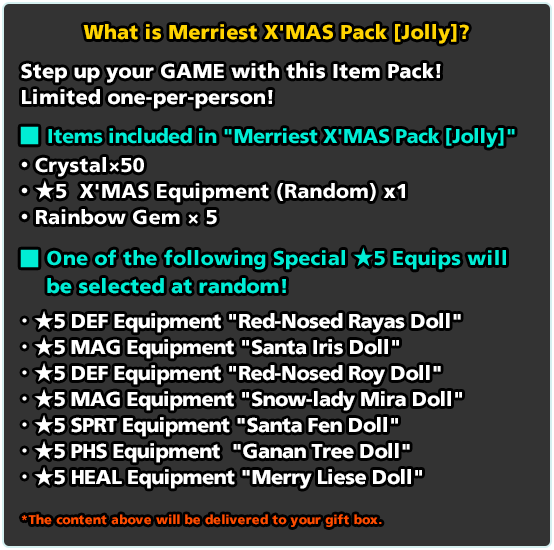 What is Merriest X'MAS Pack [Jolly]?
Step up your GAME with this Item Pack!
Limited one-per-person!
■ Items included in "Merriest X'MAS Pack [Jolly]"
• Crystal×50
• ★5 X'MAS Equipment (Random) x1
• Rainbow Gem × 5
■ One of the following Special ★5 Equips will
be selected at random!
• ★5 DEF Equipment "Red-Nosed Rayas Doll"
• ★5 MAG Equipment "Santa Iris Doll"
• ★5 DEF Equipment "Red-Nosed Roy Doll"
• ★5 MAG Equipment "Snow-lady Mira Doll"
• ★5 SPRT Equipment "Santa Fen Doll"
• ★5 PHS Equipment "Ganan Tree Doll"
• ★5 HEAL Equipment "Merry Liese Doll"
*The content above will be delivered to your gift box.